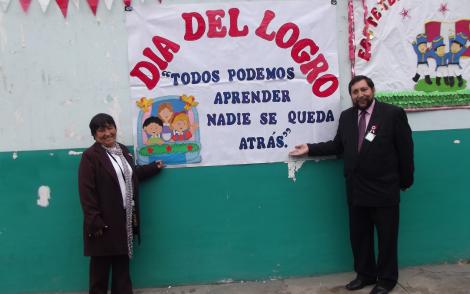 DIA DEL LOGRO
"TODOS PODEMOS
APRENDER
NADIE SE QUEDA
ATRÁS."